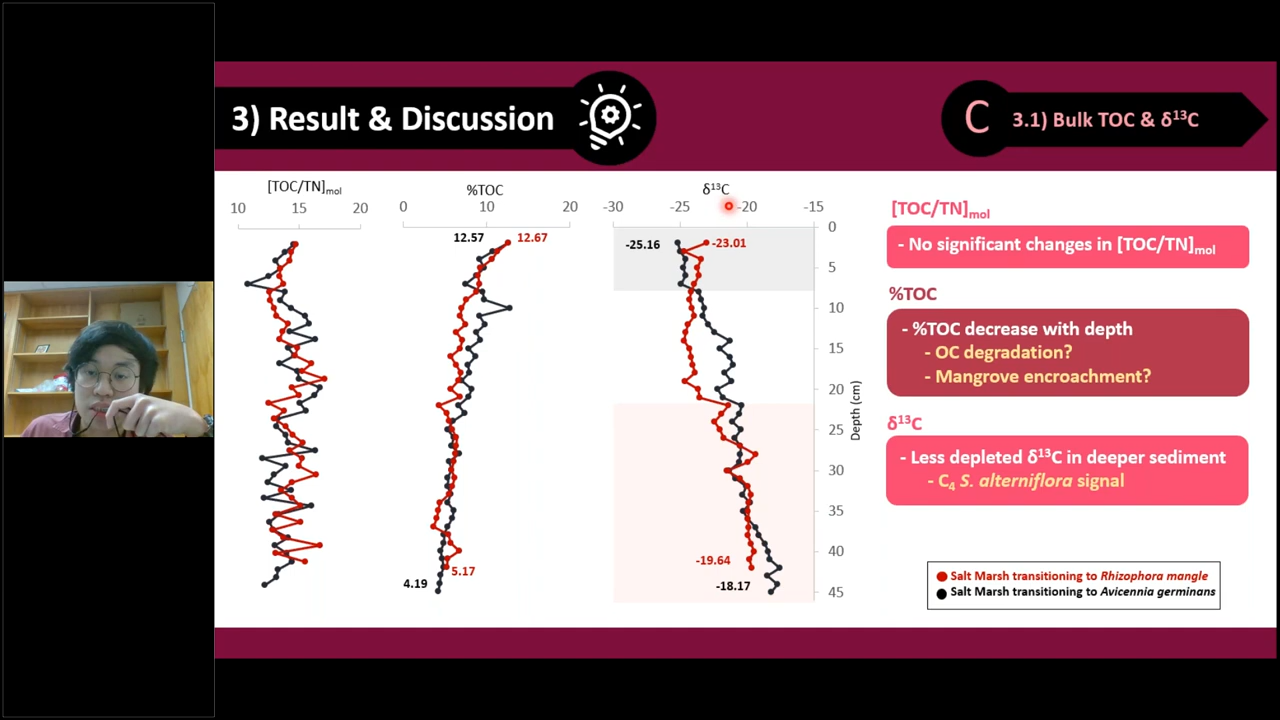 3) Result & Discussion
C
3.1) Bulk TOC & δ¹³C
[TOC/TN]mol
10 15 20
%TOC
0 10 20
12.57
12.67
4.19
5.17
δ¹³C
-30 -25 -20 -15
-25.16
-23.01
-19.64
-18.17
0
5
10
15
20
25
30
35
40
45
Depth (cm)
[TOC/TN]mol
- No significant changes in [TOC/TN]mol
%TOC
- %TOC decrease with depth
- OC degradation?
- Mangrove encroachment?
δ¹³C
- Less depleted δ¹³C in deeper sediment
- C₄ S. alterniflora signal
Salt Marsh transitioning to Rhizophora mangle
Salt Marsh transitioning to Avicennia germinans